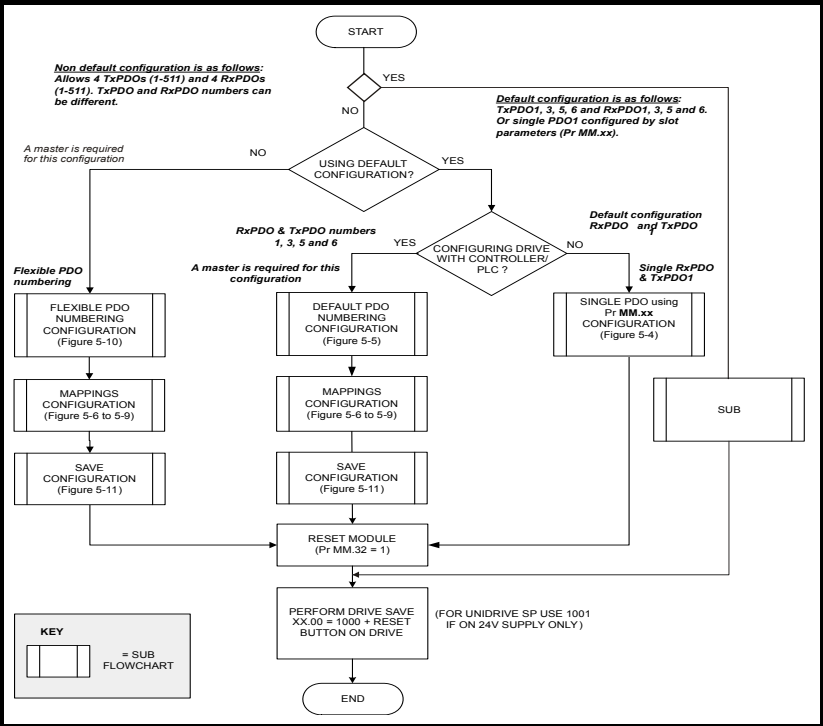 START
Non default configuration is as follows:
Allows 4 TxPDOs (1-511) and 4 RxPDOs
(1-511). TxPDO and RxPDO numbers can
be different.
YES
NO
Default configuration is as follows:
TxPDO1, 3, 5, 6 and RxPDO1, 3, 5 and 6.
Or single PDO1 configured by slot
parameters (Pr MM.xx).
A master is required
for this configuration
NO
USING DEFAULT
CONFIGURATION?
YES
RxPDO & TxPDO numbers
1, 3, 5 and 6
YES
Default configuration
RxPDO and TxPDO
1
CONFIGURING DRIVE
WITH CONTROLLER/
PLC ?
NO
Flexible PDO
numbering
A master is required for this
configuration
Single RxPDO
& TxPDO1
FLEXIBLE PDO
NUMBERING
CONFIGURATION
(Figure 5-10)
DEFAULT PDO
NUMBERING
CONFIGURATION
(Figure 5-5)
SINGLE PDO using
Pr MM.xx
CONFIGURATION
(Figure 5-4)
MAPPINGS
CONFIGURATION
(Figure 5-6 to 5-9)
MAPPINGS
CONFIGURATION
(Figure 5-6 to 5-9)
SUB
SAVE
CONFIGURATION
(Figure 5-11)
SAVE
CONFIGURATION
(Figure 5-11)
RESET MODULE
(Pr MM.32 = 1)
PERFORM DRIVE SAVE
XX.00 = 1000 + RESET
BUTTON ON DRIVE
(FOR UNIDRIVE SP USE 1001
IF ON 24V SUPPLY ONLY)
KEY
= SUB
FLOWCHART
END